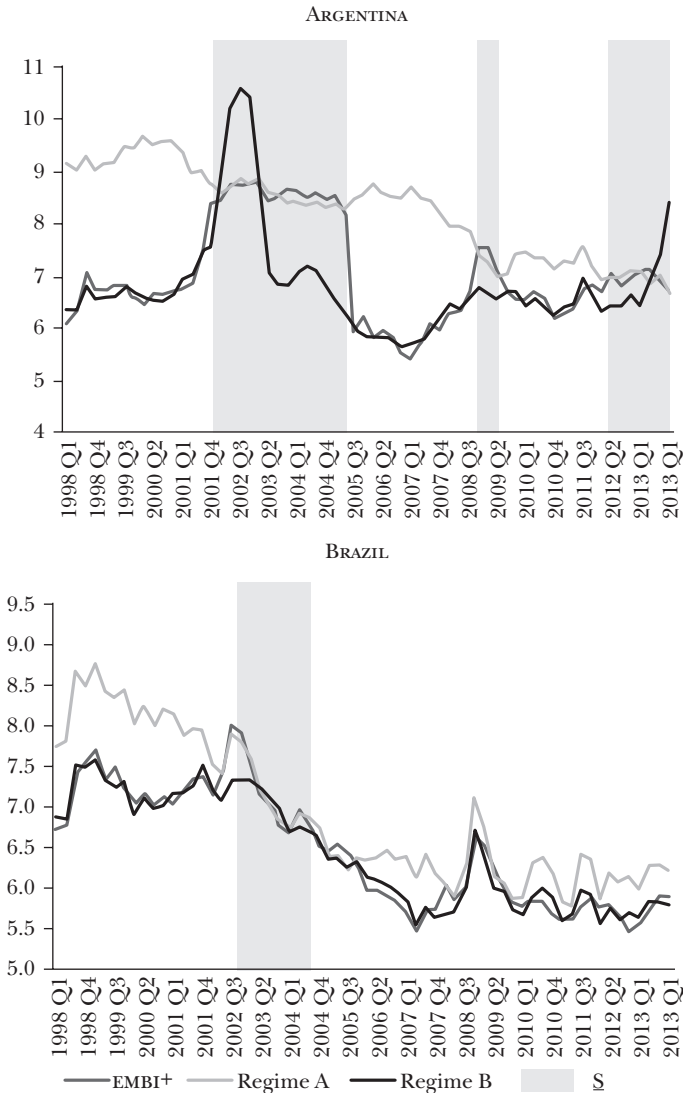 ARGENTINA
11
10
9
8
7
6
5
4
1998 Q1
1998 Q4
1999 Q3
2000 Q2
2001 Q1
2001 Q4
2002 Q3
2003 Q2
2004 Q1
2004 Q4
2005 Q3
2006 Q2
2007 Q1
2007 Q4
2008 Q3
2009 Q2
2010 Q1
2010 Q4
2011 Q3
2012 Q2
2013 Q1
2013 Q1
BRAZIL
9.5
9.0
8.5
8.0
7.5
7.0
6.5
6.0
5.5
5.0
1998 Q1
1998 Q4
1999 Q3
2000 Q2
2001 Q1
2001 Q4
2002 Q3
2003 Q2
2004 Q1
2004 Q4
2005 Q3
2006 Q2
2007 Q1
2007 Q4
2008 Q3
2009 Q2
2010 Q1
2010 Q4
2011 Q3
2012 Q2
2013 Q1
2013 Q1
EMBI+ Regime A Regime B S